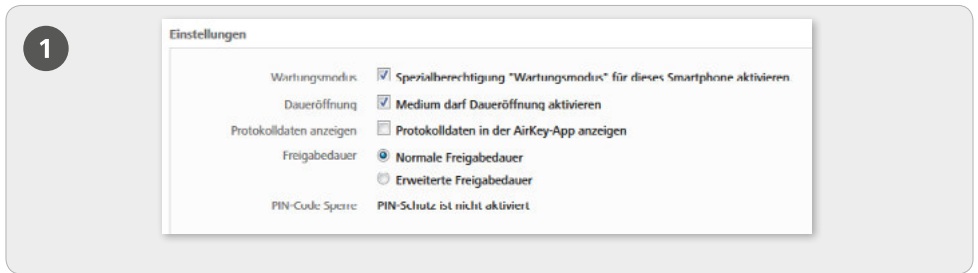 1
Einstellungen
Wartungsmodus Spezialberechtigung "Wartungsmodus" für dieses Smartphone aktivieren
Daueröffnung Medium darf Daueröffnung aktivieren
Protokolldaten anzeigen Protokolldaten in der AirKey-App anzeigen
Freigabedauer Normale Freigabedauer
Erweiterte Freigabedauer
PIN-Code Sperre PIN-Schutz ist nicht aktiviert